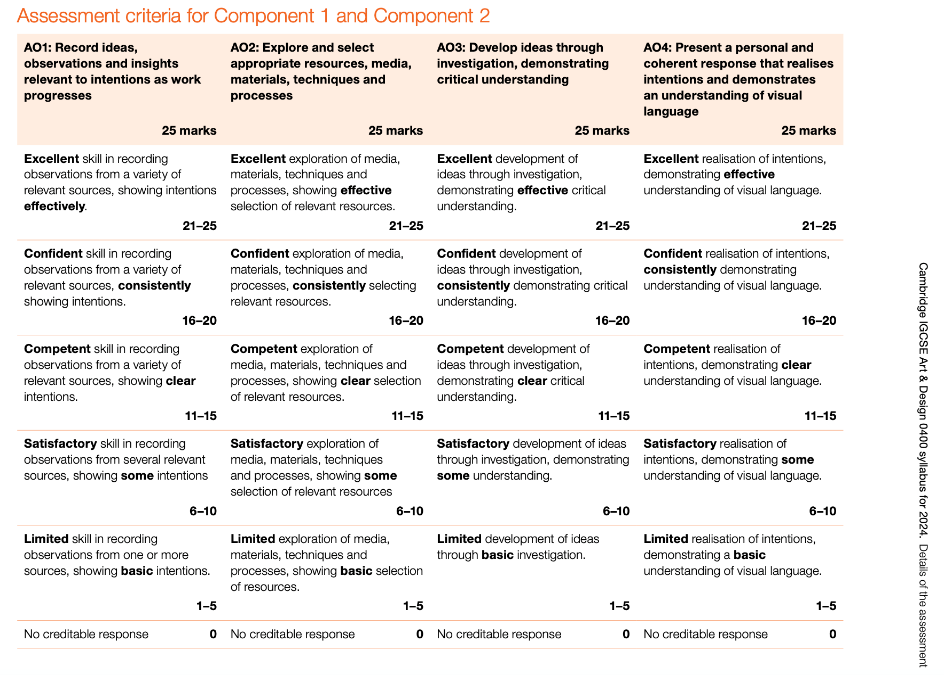 Assessment criteria for Component 1 and Component 2
AO1: Record ideas,
observations and insights
relevant to intentions as work
progresses
25 marks
AO2: Explore and select
appropriate resources, media,
materials, techniques and
processes
25 marks
AO3: Develop ideas through
investigation, demonstrating
critical understanding
25 marks
AO4: Present a personal and
coherent response that realises
intentions and demonstrates
an understanding of visual
language
25 marks
Excellent skill in recording
observations from a variety of
relevant sources, showing intentions
effectively.
21–25
Excellent exploration of media,
materials, techniques and
processes, showing effective
selection of relevant resources.
21–25
Excellent development of
ideas through investigation,
demonstrating effective critical
understanding.
21–25
Excellent realisation of intentions,
demonstrating effective
understanding of visual language.
21–25
Confident skill in recording
observations from a variety of
relevant sources, consistently
showing intentions.
16–20
Confident exploration of media,
materials, techniques and
processes, consistently selecting
relevant resources.
16–20
Confident development of
ideas through investigation,
consistently demonstrating critical
understanding.
16–20
Confident realisation of intentions,
consistently demonstrating
understanding of visual language.
16–20
Competent skill in recording
observations from a variety of
relevant sources, showing clear
intentions.
11–15
Competent exploration of
media, materials, techniques and
processes, showing clear selection
of relevant resources.
11–15
Competent development of
ideas through investigation,
demonstrating clear critical
understanding.
11–15
Competent realisation of
intentions, demonstrating clear
understanding of visual language.
11–15
Satisfactory skill in recording
observations from several relevant
sources, showing some intentions
6–10
Satisfactory exploration of
media, materials, techniques
and processes, showing some
selection of relevant resources
6–10
Satisfactory development of ideas
through investigation, demonstrating
some understanding.
6–10
Satisfactory realisation of
intentions, demonstrating some
understanding of visual language.
6–10
Limited skill in recording
observations from one or more
sources, showing basic intentions.
1–5
Limited exploration of media,
materials, techniques and
processes, showing basic selection
of resources.
1–5
Limited development of ideas
through basic investigation.
1–5
Limited realisation of intentions,
demonstrating a basic
understanding of visual language.
1–5
No creditable response 0
No creditable response 0
No creditable response 0
No creditable response 0
Cambridge IGCSE Art & Design 0400 syllabus for 2024. Details of the assessment